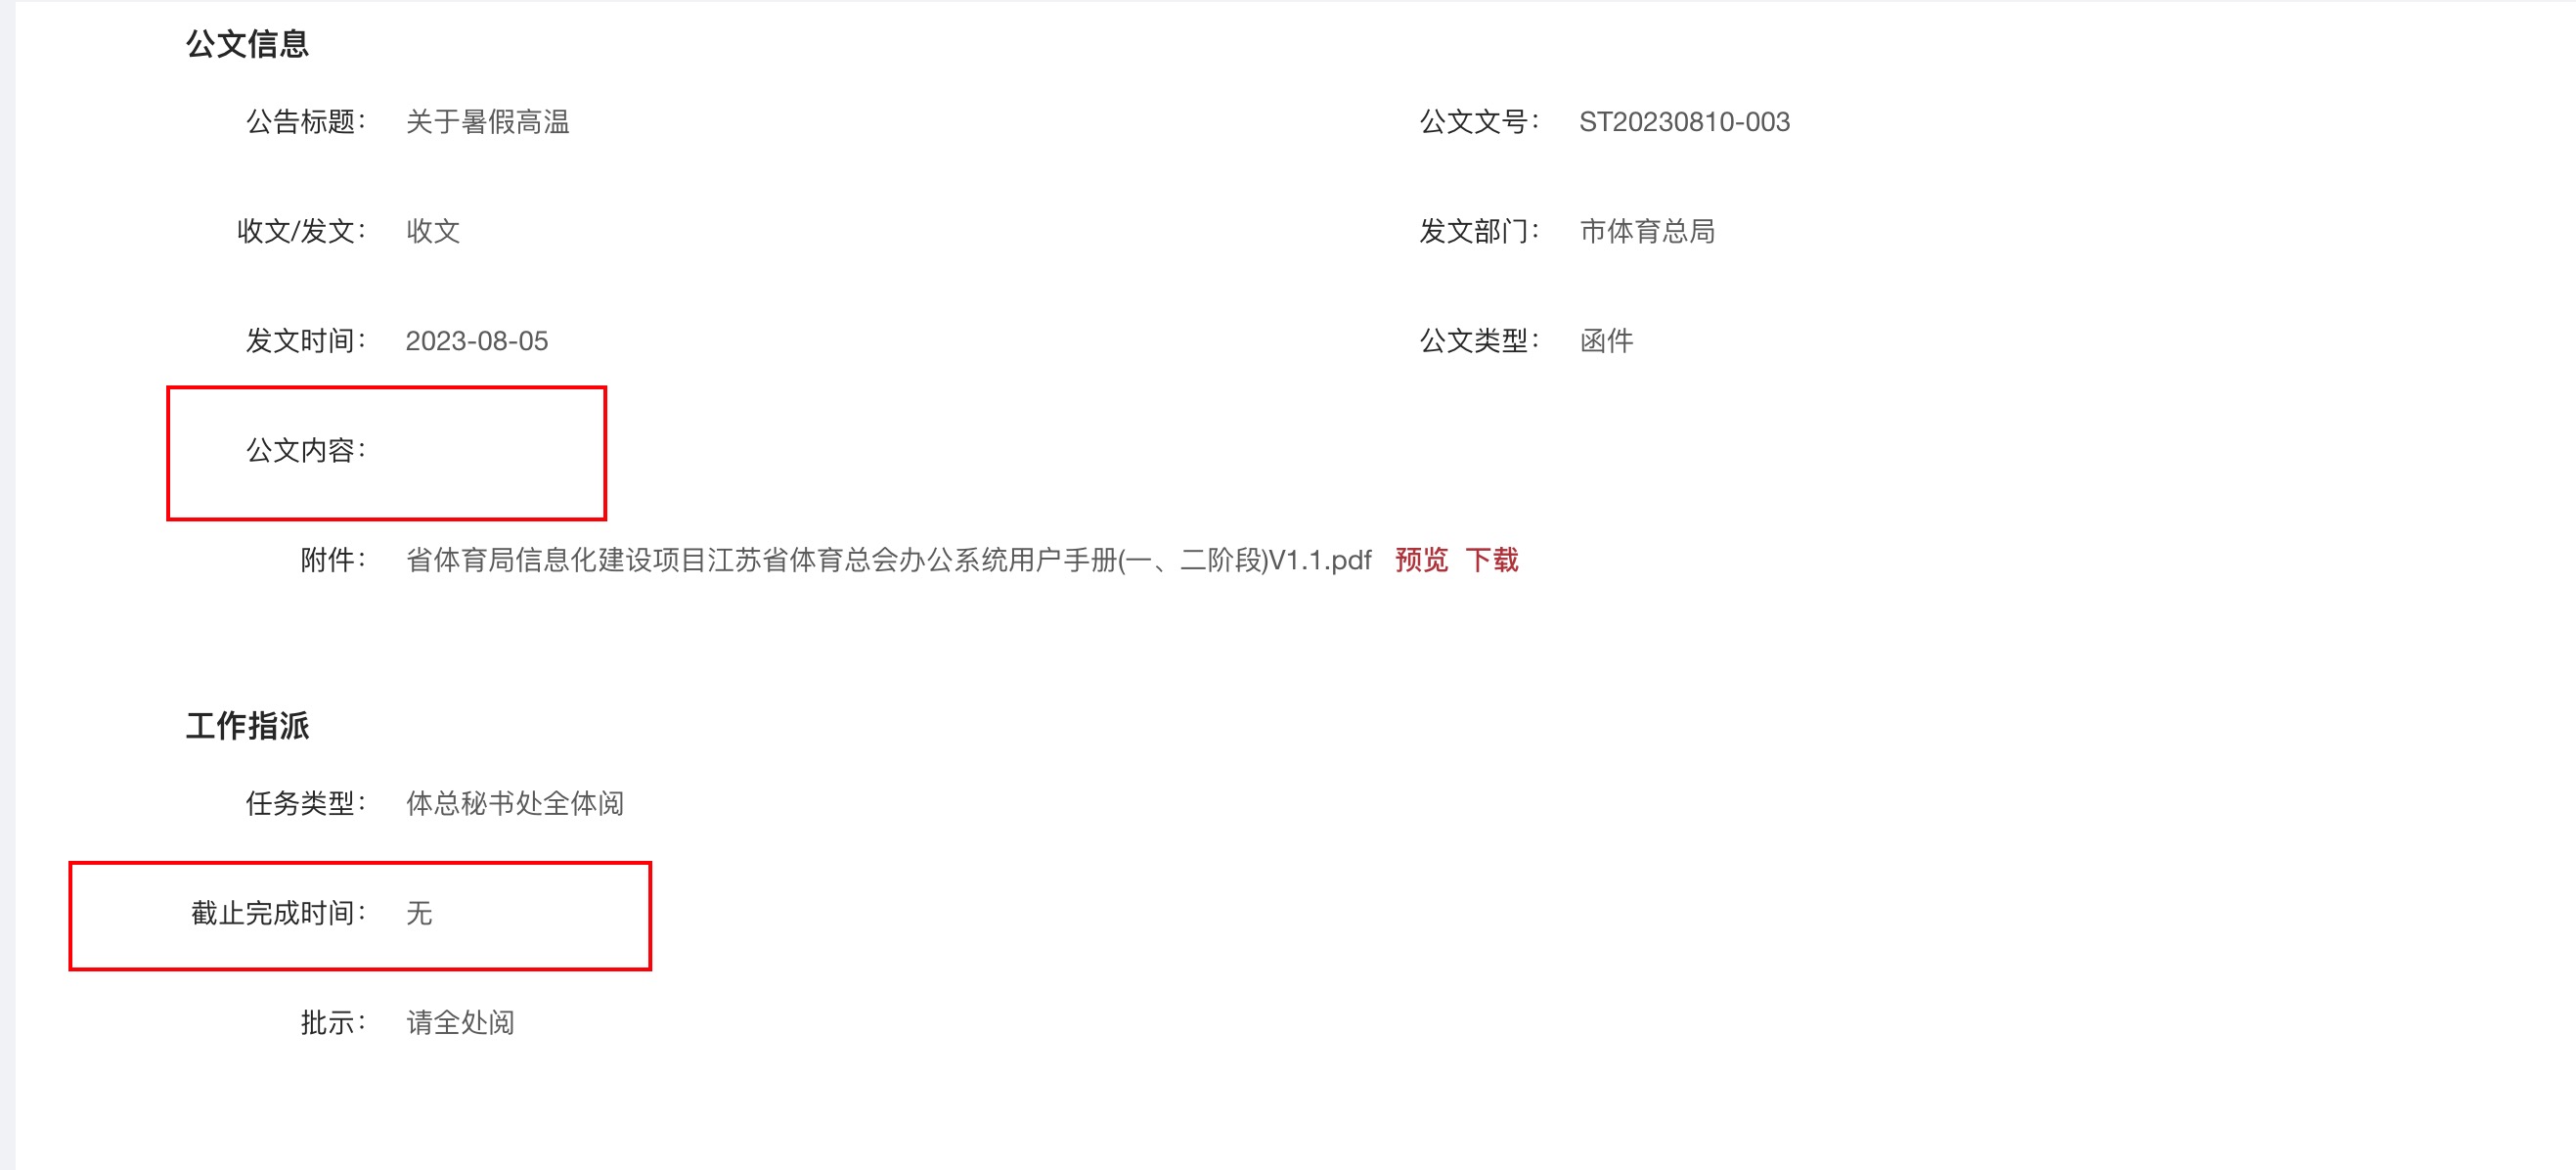 公文信息
公告标题： 关于暑假高温 公文文号： ST20230810-003
收文/发文： 收文 发文部门： 市体育总局
发文时间： 2023-08-05 公文类型： 函件
公文内容：
附件： 省体育局信息化建设项目江苏省体育总会办公系统用户手册(一、二阶段)V1.1.pdf 预览 下载
工作指派
任务类型： 体总秘书处全体阅
截止完成时间： 无
批示： 请全处阅